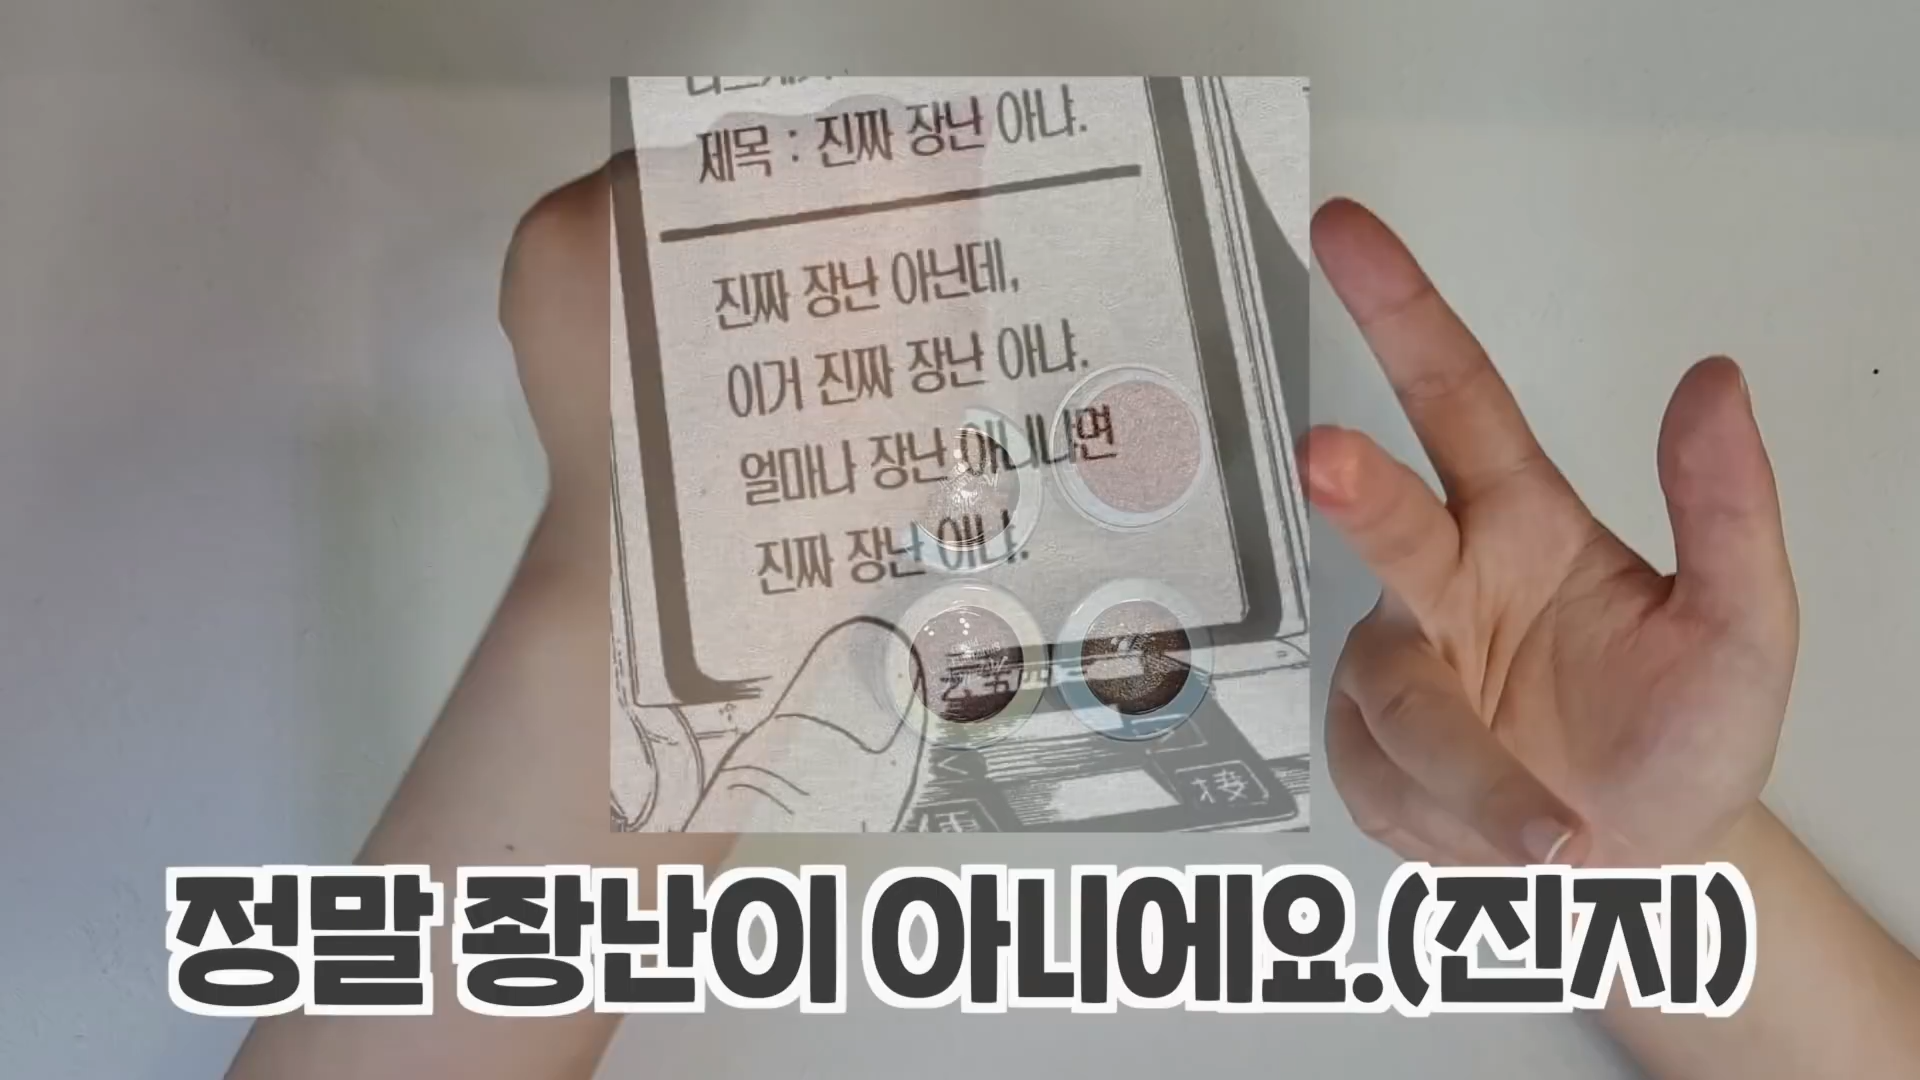 제목 : 진짜 장난 아냐.
진짜 장난 아닌데,
이거 진짜 장난 아냐.
얼마나 장난 아니냐면
진짜 장난 아냐.
接
정말 좡난이 아니에요.(진지)